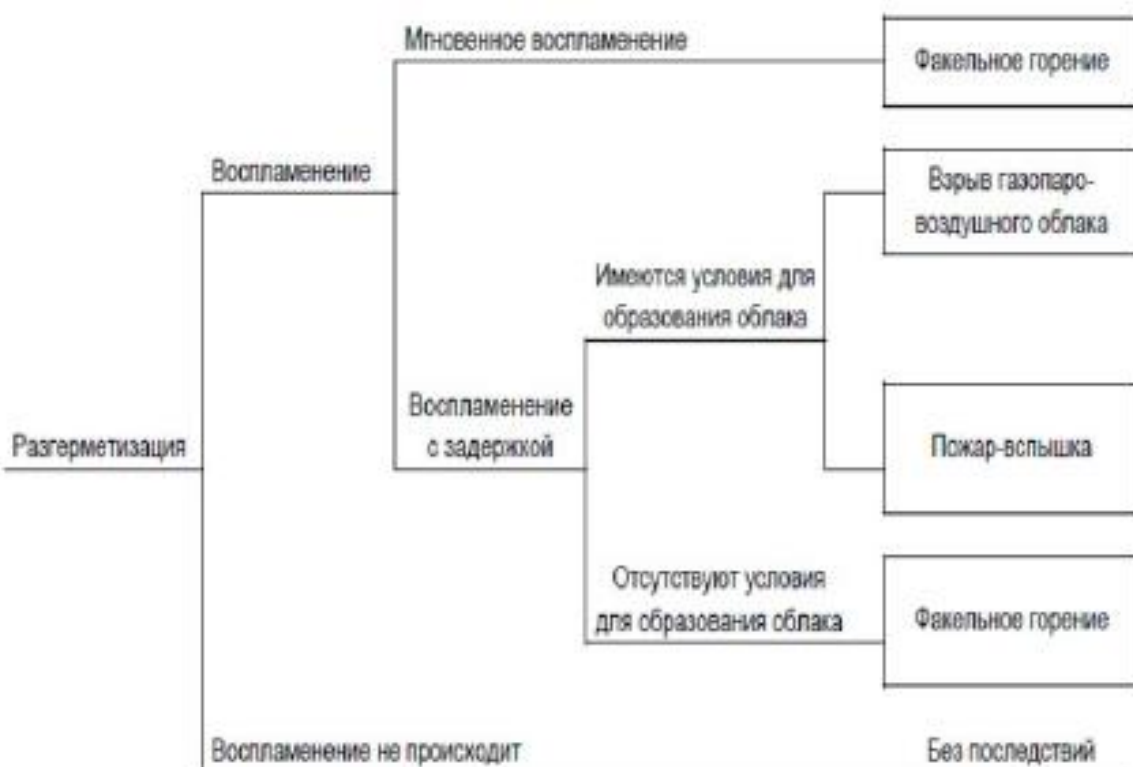 Мгновенное воспламенение
Факельное горение
Воспламенение
Взрыв газопаро-
воздушного облака
Имеются условия для
образования облака
Воспламенение
с задержкой
Разгерметизация
Пожар-вспышка
Отсутствуют условия
для образования облака
Факельное горение
Воспламенение не происходит
Без последствий